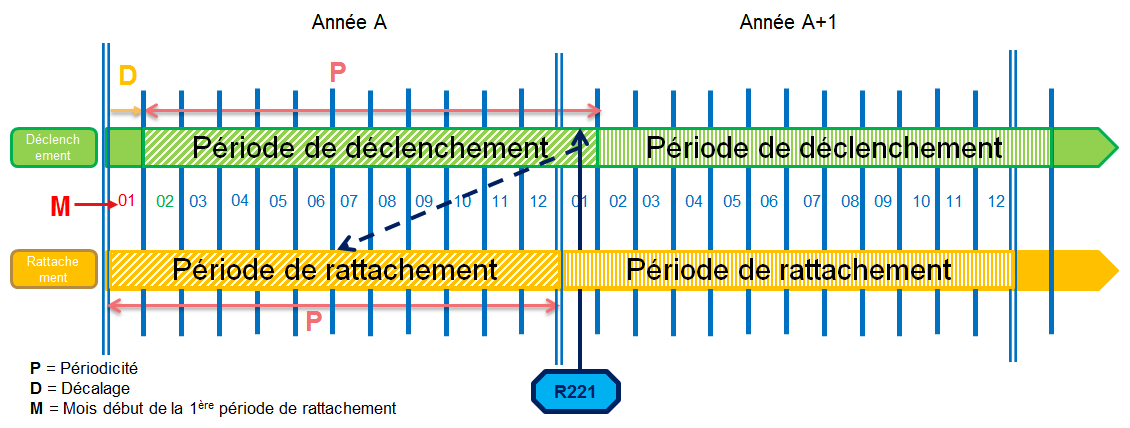 Année A
Année A+1
D
P
Déclench
ement
Période de déclenchement
Période de déclenchement
M
01 02 03 04 05 06 07 08 09 10 11 12 01 02 03 04 05 06 07 08 09 10 11 12
Rattache
ment
Période de rattachement
Période de rattachement
P
P = Périodicité
D = Décalage
M = Mois début de la 1ère période de rattachement
R221